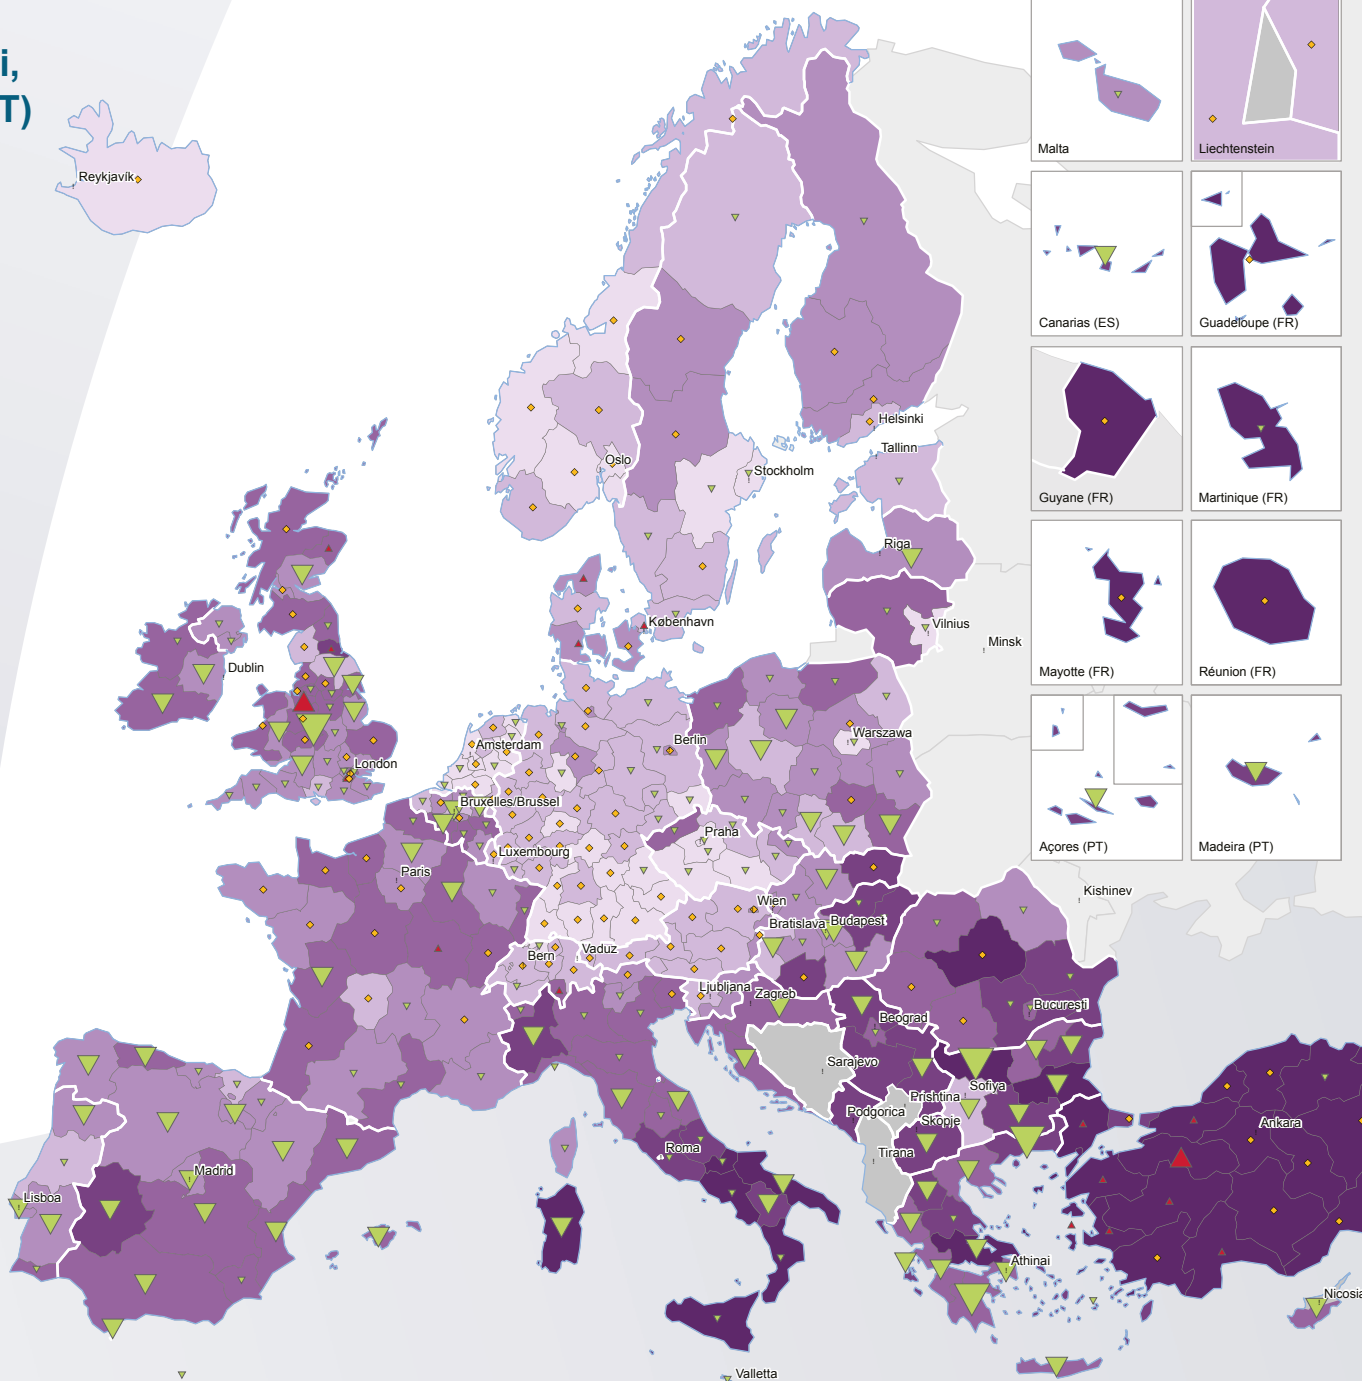 i,
T)
Reykjavík
Malta
Liechtenstein
Canarias (ES)
Guadeloupe (FR)
Guyane (FR)
Martinique (FR)
Mayotte (FR)
Réunion (FR)
Açores (PT)
Madeira (PT)
Helsinki
Tallinn
Oslo
Stockholm
Riga
København
Vilnius
Minsk
Dublin
Warszawa
Berlin
Amsterdam
London
Bruxelles/Brussel
Praha
Luxembourg
Paris
Kishinev
Wien
Bratislava
Budapest
Bern
Vaduz
Ljubljana
Zagreb
Bucureşti
Beograd
Sarajevo
Sofiya
Prishtina
Podgorica
Skopje
Ankara
Roma
Tirana
Madrid
Lisboa
Athinai
Nicosia
Valletta